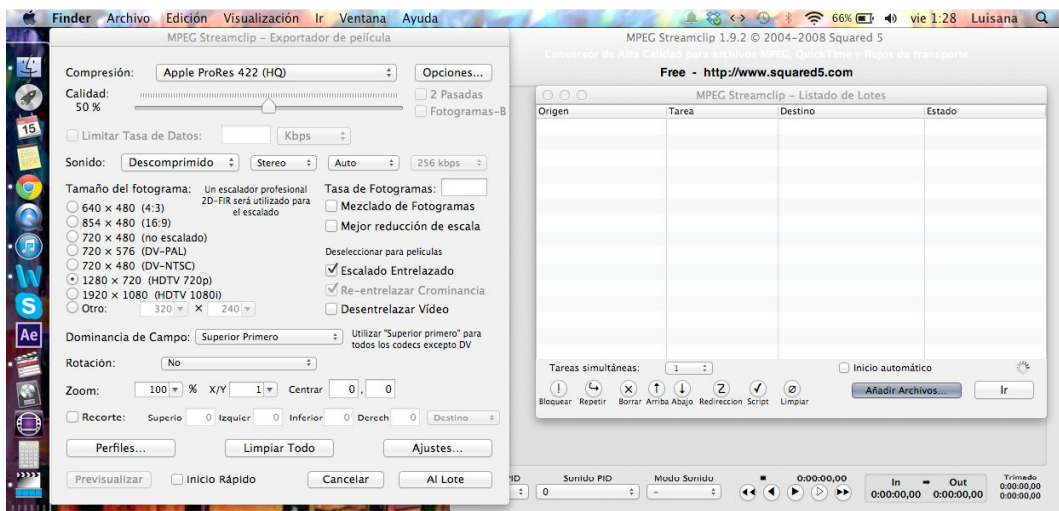 Finder Archivo Edición Visualización Ir Ventana Ayuda 66% vie 1:28 Luisana
MPEG Streamclip – Exportador de película
Compresión: Apple ProRes 422 (HQ) Opciones...
Calidad: 50 %
2 Pasadas
Fotogramas-B
Limitar Tasa de Datos: Kbps
Sonido: Descomprimido Stereo Auto 256 kbps
Tamaño del fotograma:
Un escalador profesional
2D-FIR será utilizado para
el escalado
640 × 480 (4:3)
854 × 480 (16:9)
720 × 480 (no escalado)
720 × 576 (DV-PAL)
720 × 480 (DV-NTSC)
1280 × 720 (HDTV 720p)
1920 × 1080 (HDTV 1080i)
Otro: 320 × 240
Tasa de Fotogramas:
Mezclado de Fotogramas
Mejor reducción de escala
Deseleccionar para películas
Escalado Entrelazado
Re-entrelazar Crominancia
Desentrelazar Vídeo
Dominancia de Campo: Superior Primero
Utilizar "Superior primero" para
todos los codecs excepto DV
Rotación: No
Zoom: 100 % X/Y 1 Centrar 0 , 0
Recorte: Superio 0 Izquier 0 Inferior 0 Derech 0 Destino
Perfiles... Limpiar Todo Ajustes...
Previsualizar Inicio Rápido Cancelar Al Lote
MPEG Streamclip 1.9.2 © 2004-2008 Squared 5
Conversor de Alta Calidad para archivos MPEG, QuickTime y flujos de transporte
Free - http://www.squared5.com
MPEG Streamclip – Listado de Lotes
Origen Tarea Destino Estado
Tareas simultáneas: 1 Inicio automático
Bloquear Repetir Borrar Arriba Abajo Redireccion Script Limpiar
Añadir Archivos... Ir
PID Sonido PID Modo Sonido
0 -
0:00:00,00
In Out
0:00:00,00 0:00:00,00
Trimado
0:00:00,00
0:00:00,00
15
Ae